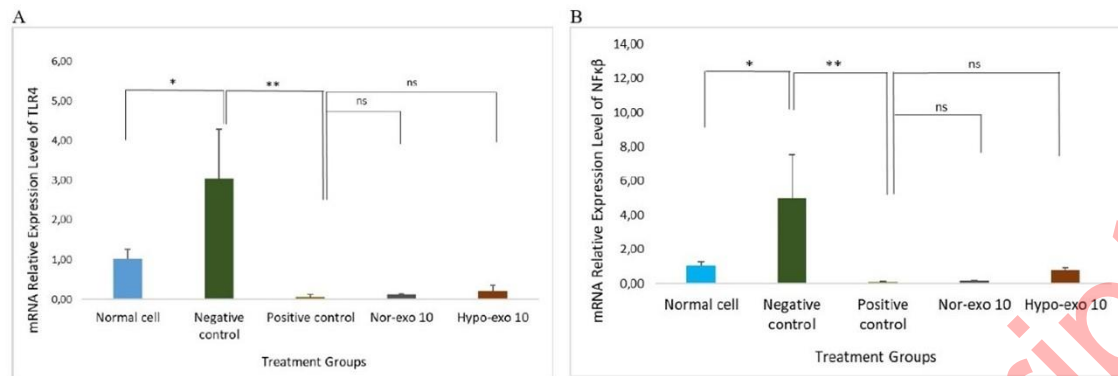 A
mRNA Relative Expression Level of TLR4
6,00
5,00
4,00
3,00
2,00
1,00
0,00
*
**
ns
ns
Normal cell
Negative
control
Positive control
Nor-exo 10
Hypo-exo 10
Treatment Groups
B
mRNA Relative Expression Level of NFκβ
14,00
12,00
10,00
8,00
6,00
4,00
2,00
0,00
*
**
ns
ns
Normal cell
Negative
control
Positive
control
Nor-exo 10
Hypo-exo 10
Treatment Groups